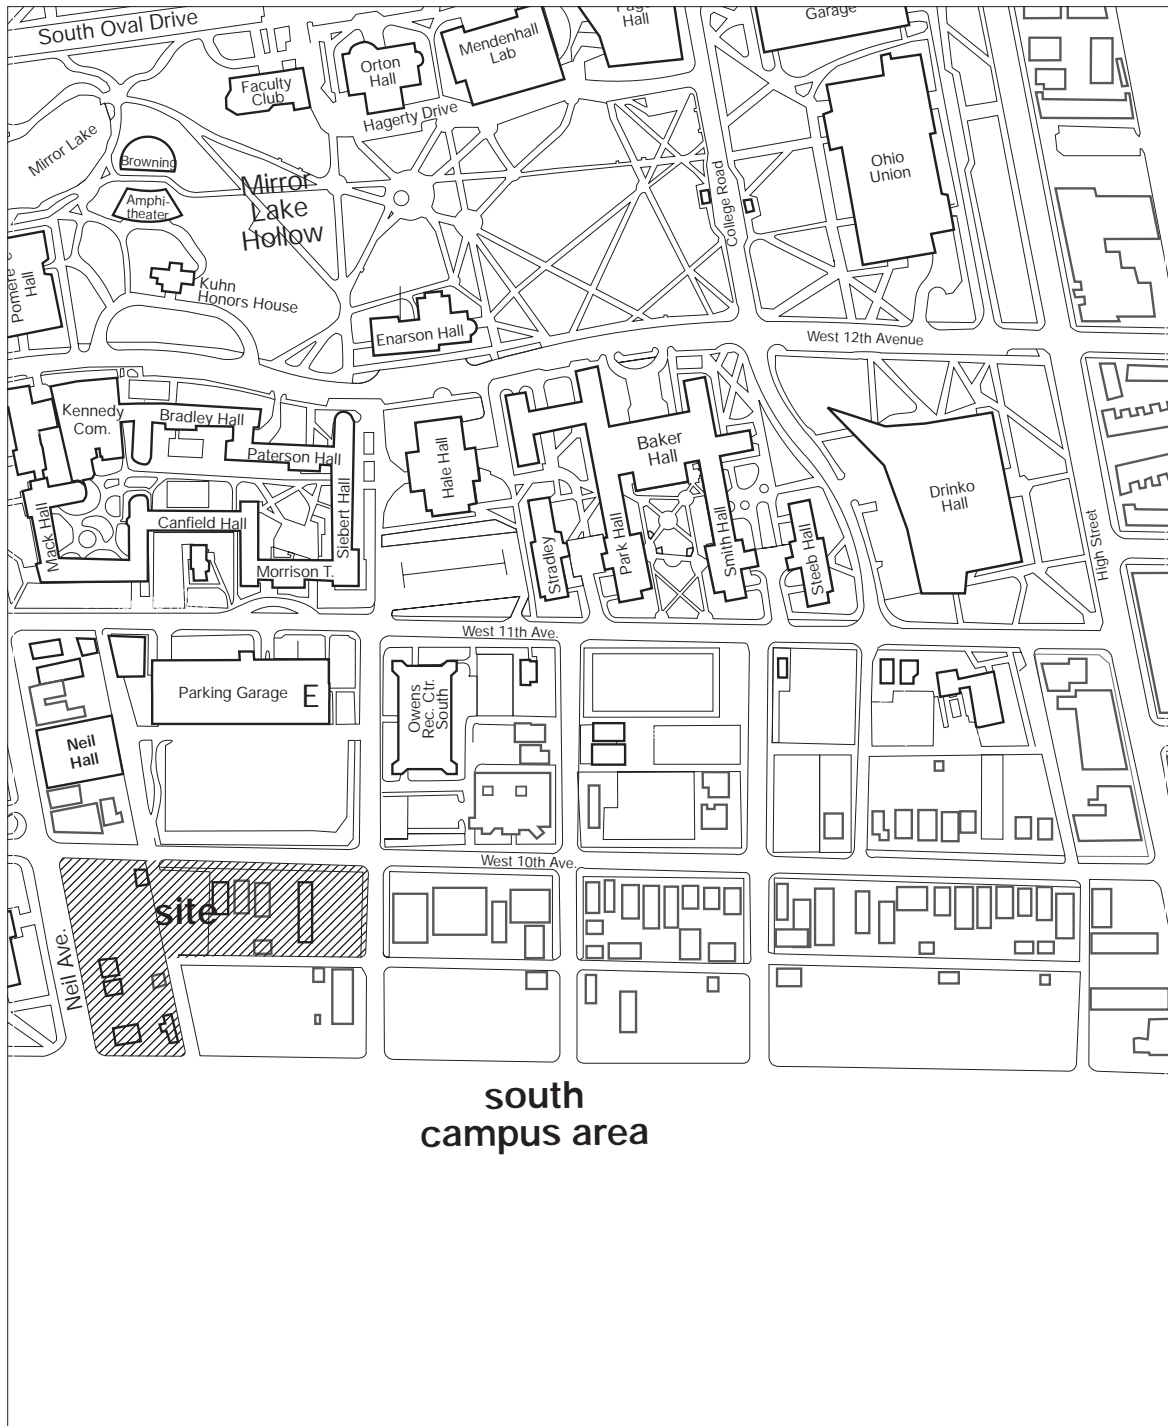 South Oval Drive
Hall
Garage
Mendenhall
Lab
Orton
Hall
Faculty
Club
Hagerty Drive
Mirror Lake
Browning
Amphi-
theater
Mirror
Lake
Hollow
Ohio
Union
College Road
Hall
Kuhn
Honors House
Enarson Hall
West 12th Avenue
Kennedy
Com.
Bradley Hall
Paterson Hall
Hale Hall
Baker
Hall
Drinko
Hall
Mack Hall
Canfield Hall
Siebert Hall
Morrison T.
Stradley
Park Hall
Smith Hall
Steeb Hall
High Street
West 11th Ave.
Parking Garage
E
Owens
Rec. Ctr.
South
Neil
Hall
West 10th Ave.
site
Neil Ave.
south
campus area